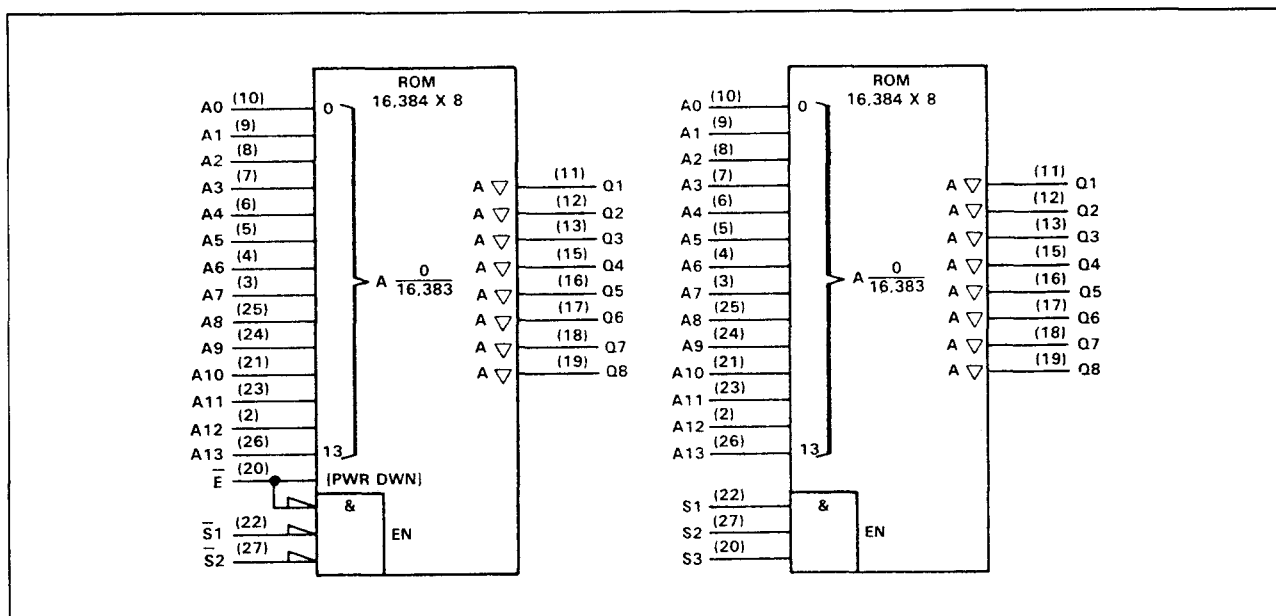 ROM
16,384 X 8
A0 (10) 0
A1 (9)
A2 (8)
A3 (7) A ▽ (11) Q1
A4 (6) A ▽ (12) Q2
A5 (5) A ▽ (13) Q3
A6 (4) A ▽ (15) Q4
A 0/16,383
A7 (3) A ▽ (16) Q5
A8 (25) A ▽ (17) Q6
A9 (24) A ▽ (18) Q7
A10 (21) A ▽ (19) Q8
A11 (23)
A12 (2)
A13 (26) 13
E̅ (20) [PWR DWN]
&
S̅1 (22) EN
S̅2 (27)
ROM
16,384 X 8
A0 (10) 0
A1 (9)
A2 (8)
A3 (7) A ▽ (11) Q1
A4 (6) A ▽ (12) Q2
A5 (5) A ▽ (13) Q3
A6 (4) A ▽ (15) Q4
A 0/16,383
A7 (3) A ▽ (16) Q5
A8 (25) A ▽ (17) Q6
A9 (24) A ▽ (18) Q7
A10 (21) A ▽ (19) Q8
A11 (23)
A12 (2)
A13 (26) 13
S1 (22) &
S2 (27) EN
S3 (20)